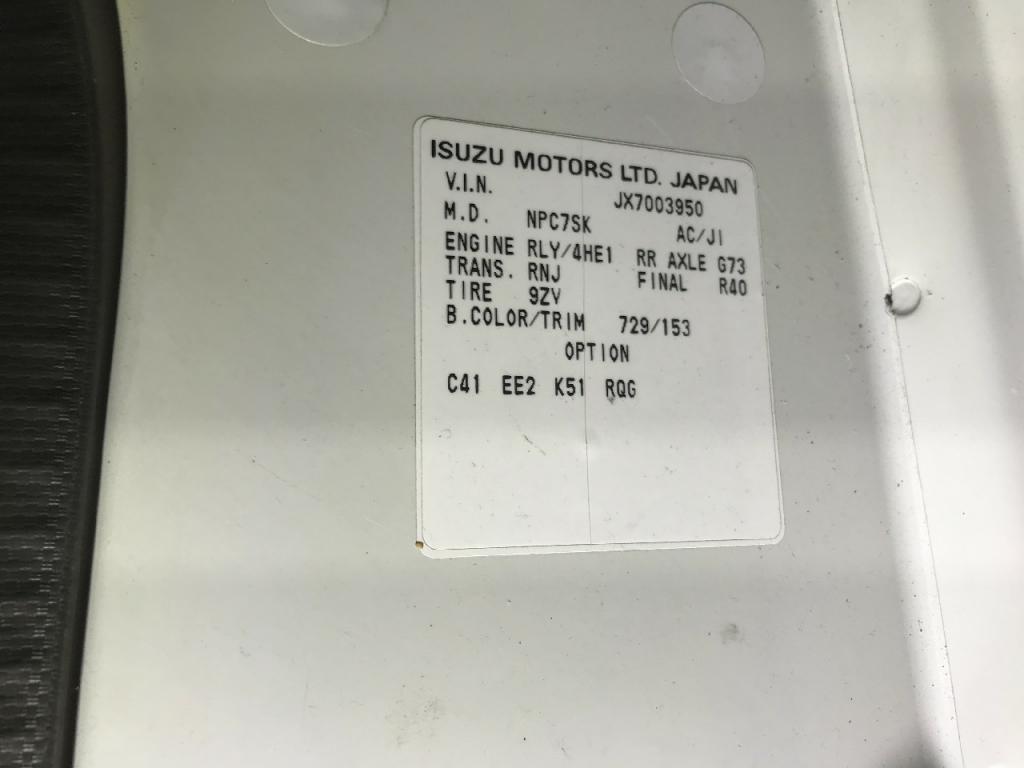 ISUZU MOTORS LTD. JAPAN
V.I.N. JX7003950
M.D. NPC7SK AC/JI
ENGINE RLY/4HE1 RR AXLE G73
TRANS. RNJ FINAL R40
TIRE 9ZV
B.COLOR/TRIM 729/153
OPTION
C41 EE2 K51 RQG